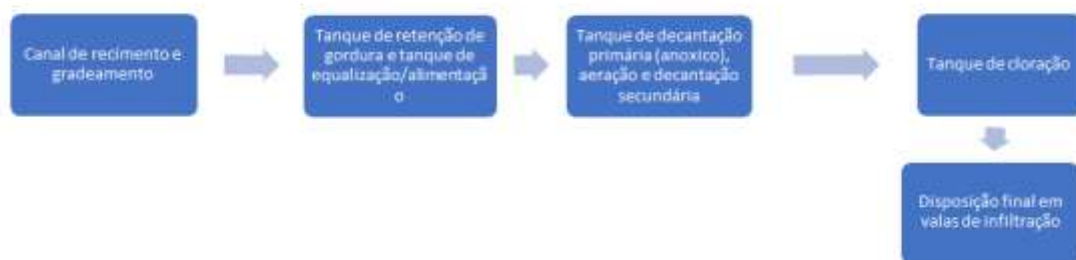 Canal de recimento e
gradeamento
Tanque de retenção de
gordura e tanque de
equalização/alimentaçã
o
Tanque de decantação
primária (anoxico),
aeração e decantação
secundária
Tanque de cloração
Disposição final em
valas de infiltração